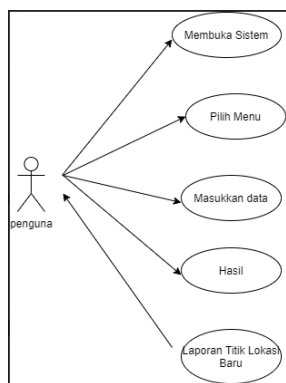 Membuka Sistem
Pilih Menu
penguna
Masukkan data
Hasil
Laporan Titik Lokasi
Baru